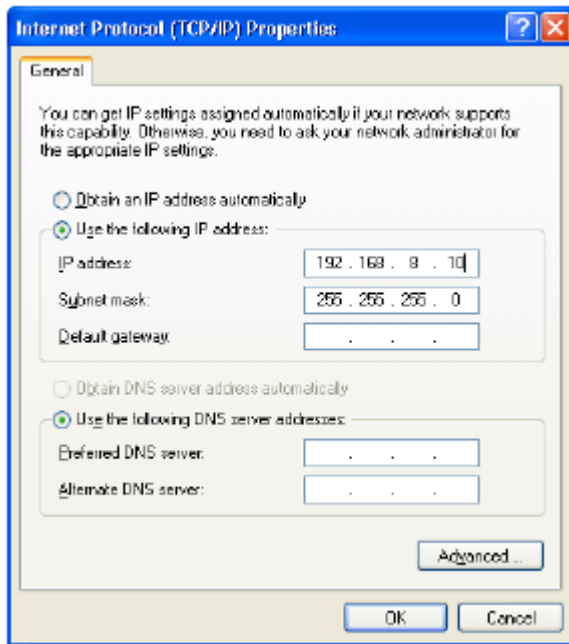 Internet Protocol (TCP/IP) Properties
General
You can get IP settings assigned automatically if your network supports
this capability. Otherwise, you need to ask your network administrator for
the appropriate IP settings.
Obtain an IP address automatically
Use the following IP address:
IP address: 192 . 168 . 8 . 10
Subnet mask: 255 . 255 . 255 . 0
Default gateway: . . .
Obtain DNS server address automatically
Use the following DNS server addresses:
Preferred DNS server: . . .
Alternate DNS server: . . .
Advanced...
OK Cancel